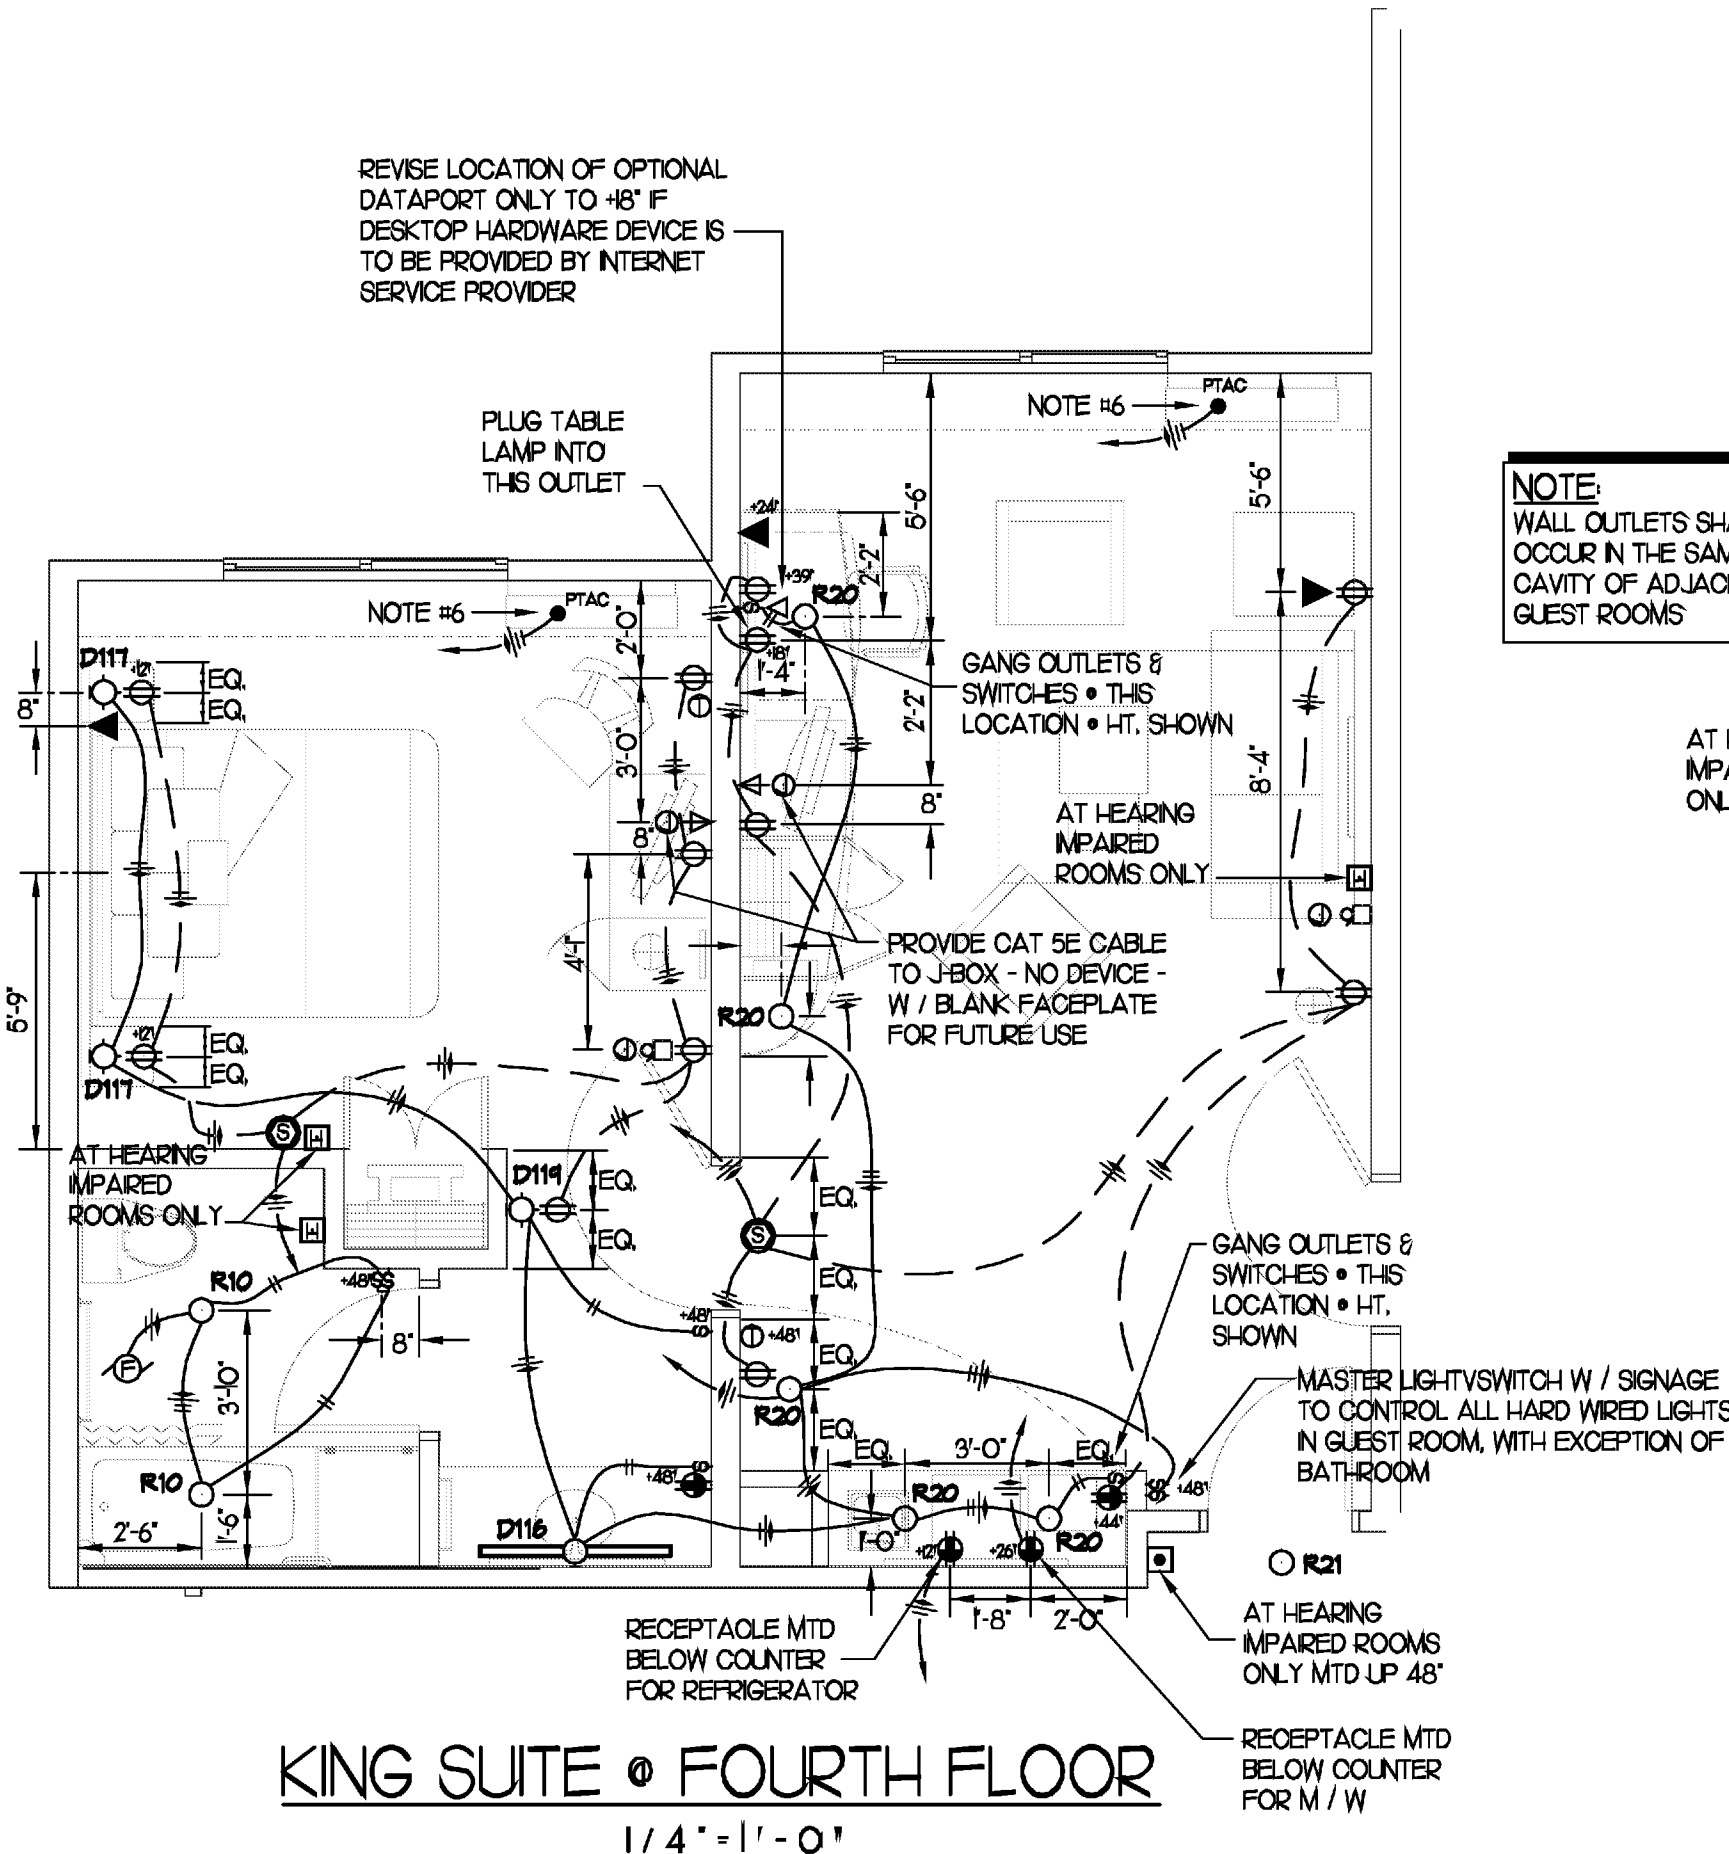 REVISE LOCATION OF OPTIONAL
DATAPORT ONLY TO +18" IF
DESKTOP HARDWARE DEVICE IS
TO BE PROVIDED BY INTERNET
SERVICE PROVIDER
PLUG TABLE
LAMP INTO
THIS OUTLET
NOTE #6
PTAC
5'-6"
5'-6"
NOTE:
WALL OUTLETS SHA
OCCUR IN THE SAM
CAVITY OF ADJACE
GUEST ROOMS
+24"
2'-2"
+39"
R20
S
+18"
1'-4"
NOTE #6
PTAC
2'-0"
D117
+12"
EQ.
EQ.
8"
3'-0"
GANG OUTLETS &
SWITCHES @ THIS
LOCATION @ HT. SHOWN
2'-2"
8'-4"
AT
IMPA
ONL
8"
8"
AT HEARING
IMPAIRED
ROOMS ONLY
F
4'-1"
PROVIDE CAT 5E CABLE
TO J-BOX - NO DEVICE -
W / BLANK FACEPLATE
FOR FUTURE USE
5'-9"
R20
+12"
EQ.
EQ.
D117
S
F
AT HEARING
IMPAIRED
ROOMS ONLY
F
D119
EQ.
EQ.
EQ.
S
EQ.
GANG OUTLETS &
SWITCHES @ THIS
LOCATION @ HT.
SHOWN
R10
+48" SS
8"
+48"
S
+48"
EQ.
F
3'-10"
R20
EQ.
MASTER LIGHT SWITCH W / SIGNAGE
TO CONTROL ALL HARD WIRED LIGHTS
IN GUEST ROOM, WITH EXCEPTION OF
BATHROOM
EQ.
3'-0"
EQ.
R10
+48"
S
S
SS
+48"
+44"
2'-6"
1'-6"
D116
R20
R20
1'-0"
+12"
+26"
R21
1'-8"
2'-0"
RECEPTACLE MTD
BELOW COUNTER
FOR REFRIGERATOR
AT HEARING
IMPAIRED ROOMS
ONLY MTD UP 48"
RECEPTACLE MTD
BELOW COUNTER
FOR M / W
KING SUITE @ FOURTH FLOOR
1/4"=1'-0"